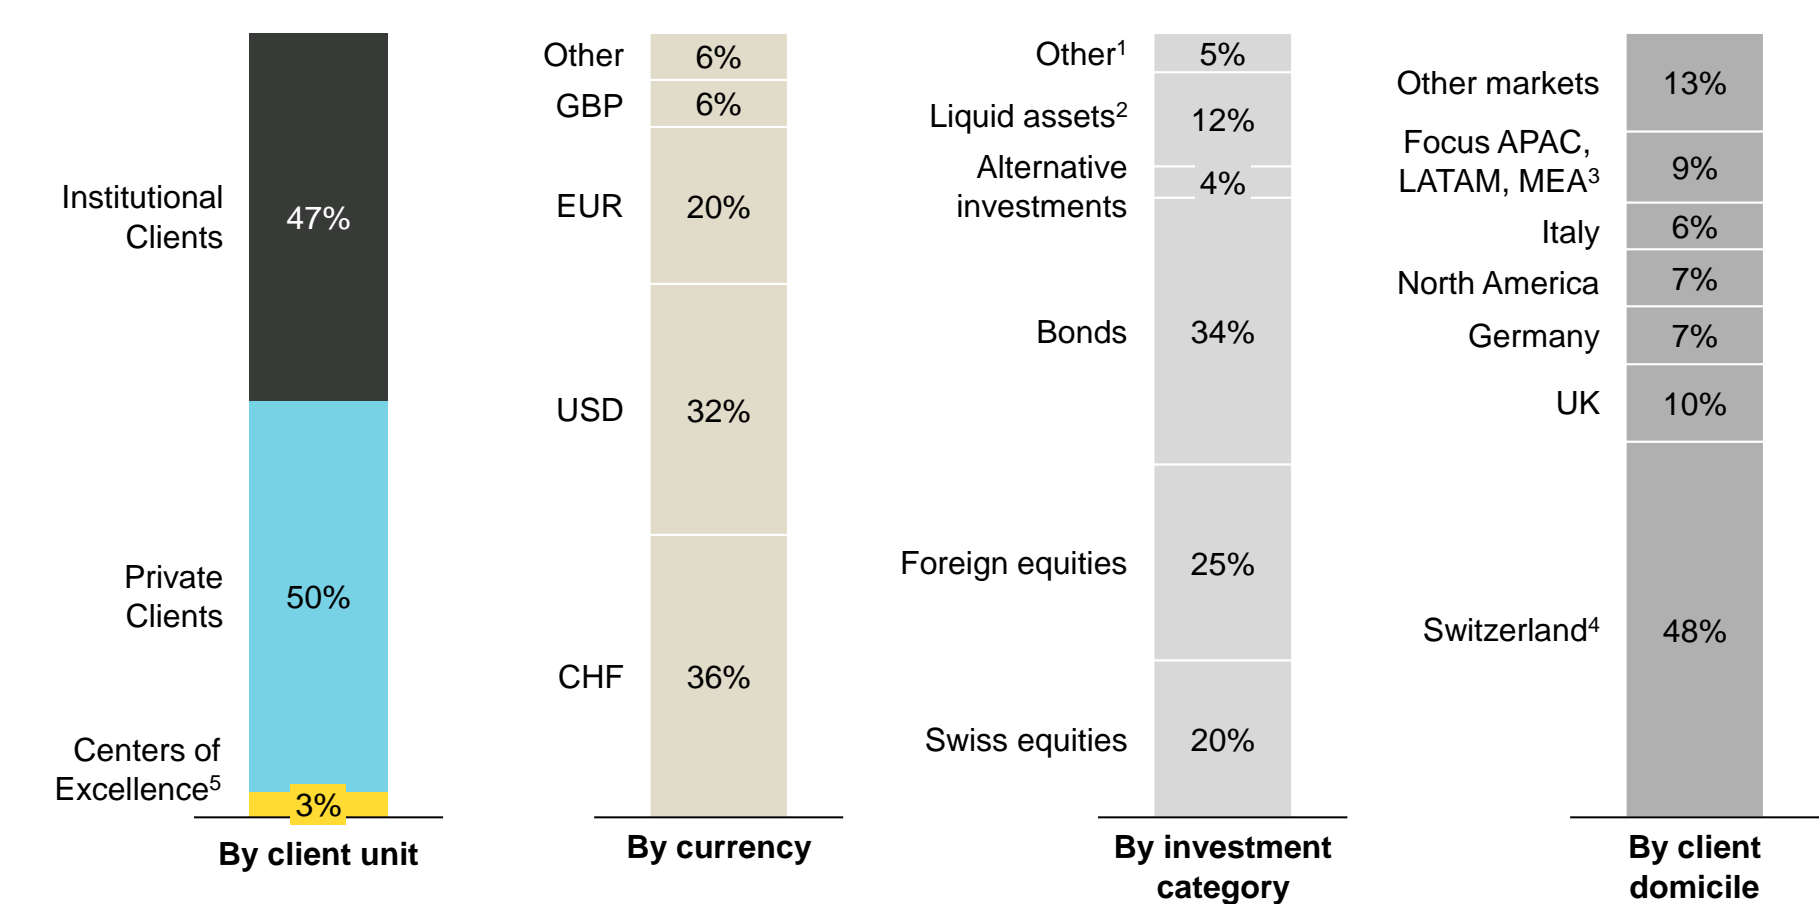 Institutional
Clients
47%
Private
Clients
50%
Centers of
Excellence⁵
3%
By client unit
Other
6%
GBP
6%
EUR
20%
USD
32%
CHF
36%
By currency
Other¹
5%
Liquid assets²
12%
Alternative
investments
4%
Bonds
34%
Foreign equities
25%
Swiss equities
20%
By investment
category
Other markets
13%
Focus APAC,
LATAM, MEA³
9%
Italy
6%
North America
7%
Germany
7%
UK
10%
Switzerland⁴
48%
By client
domicile